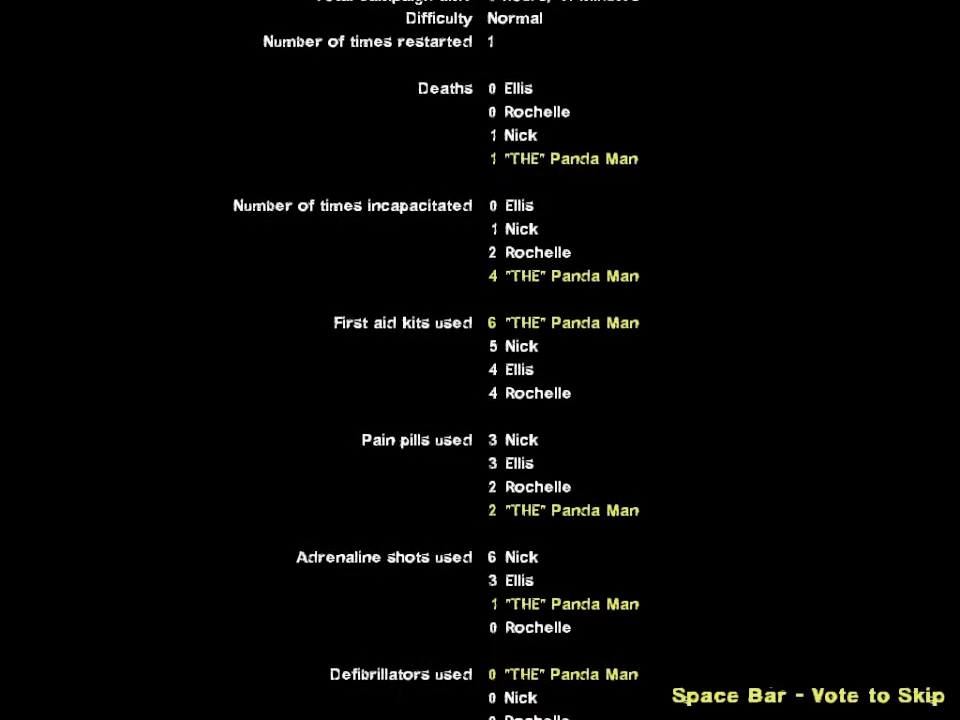 Difficulty Normal
Number of times restarted 1
Deaths 0 Ellis
0 Rochelle
1 Nick
1 "THE" Panda Man
Number of times incapacitated 0 Ellis
1 Nick
2 Rochelle
4 "THE" Panda Man
First aid kits used 6 "THE" Panda Man
5 Nick
4 Ellis
4 Rochelle
Pain pills used 3 Nick
3 Ellis
2 Rochelle
2 "THE" Panda Man
Adrenaline shots used 6 Nick
3 Ellis
1 "THE" Panda Man
0 Rochelle
Defibrillators used 0 "THE" Panda Man
0 Nick
0 Rochelle
Space Bar - Vote to Skip